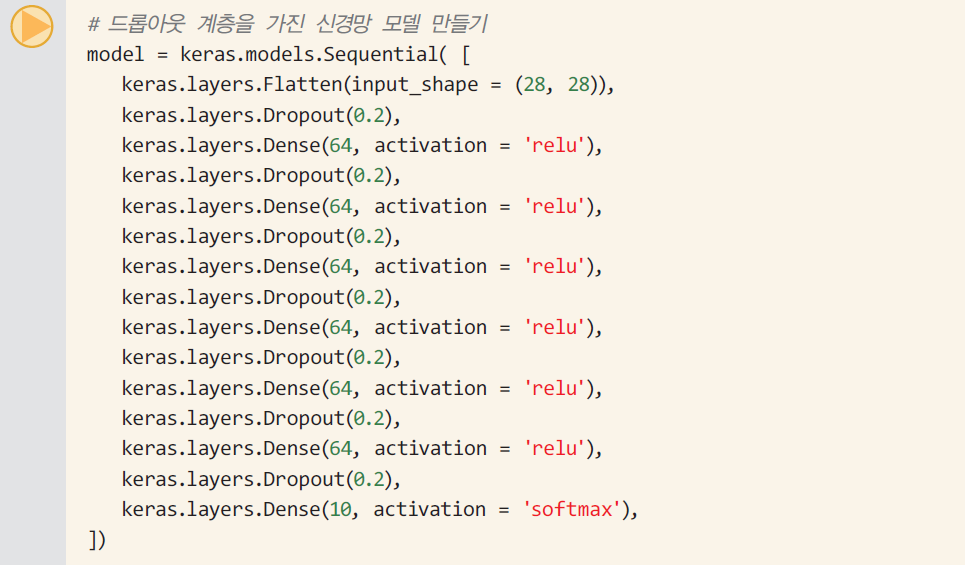 # 드롭아웃 계층을 가진 신경망 모델 만들기
model = keras.models.Sequential( [
keras.layers.Flatten(input_shape = (28, 28)),
keras.layers.Dropout(0.2),
keras.layers.Dense(64, activation = 'relu'),
keras.layers.Dropout(0.2),
keras.layers.Dense(64, activation = 'relu'),
keras.layers.Dropout(0.2),
keras.layers.Dense(64, activation = 'relu'),
keras.layers.Dropout(0.2),
keras.layers.Dense(64, activation = 'relu'),
keras.layers.Dropout(0.2),
keras.layers.Dense(64, activation = 'relu'),
keras.layers.Dropout(0.2),
keras.layers.Dense(64, activation = 'relu'),
keras.layers.Dropout(0.2),
keras.layers.Dense(10, activation = 'softmax'),
])